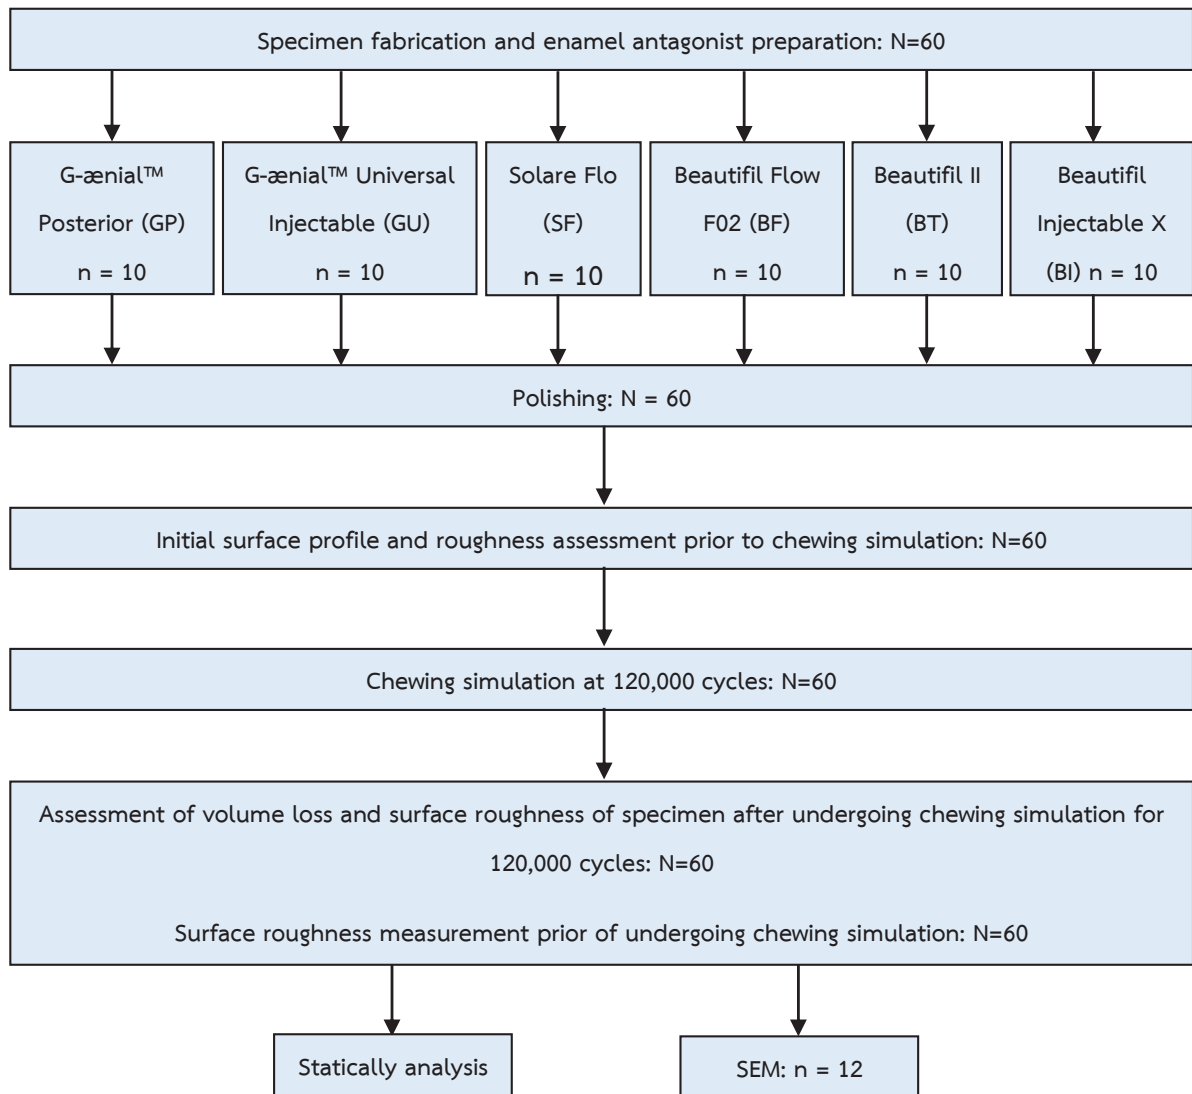 Specimen fabrication and enamel antagonist preparation: N=60
G-ænial™
Posterior (GP)
n = 10
G-ænial™ Universal
Injectable (GU)
n = 10
Solare Flo
(SF)
n = 10
Beautifil Flow
F02 (BF)
n = 10
Beautifil II
(BT)
n = 10
Beautifil
Injectable X
(BI) n = 10
Polishing: N = 60
Initial surface profile and roughness assessment prior to chewing simulation: N=60
Chewing simulation at 120,000 cycles: N=60
Assessment of volume loss and surface roughness of specimen after undergoing chewing simulation for
120,000 cycles: N=60
Surface roughness measurement prior of undergoing chewing simulation: N=60
Statically analysis
SEM: n = 12